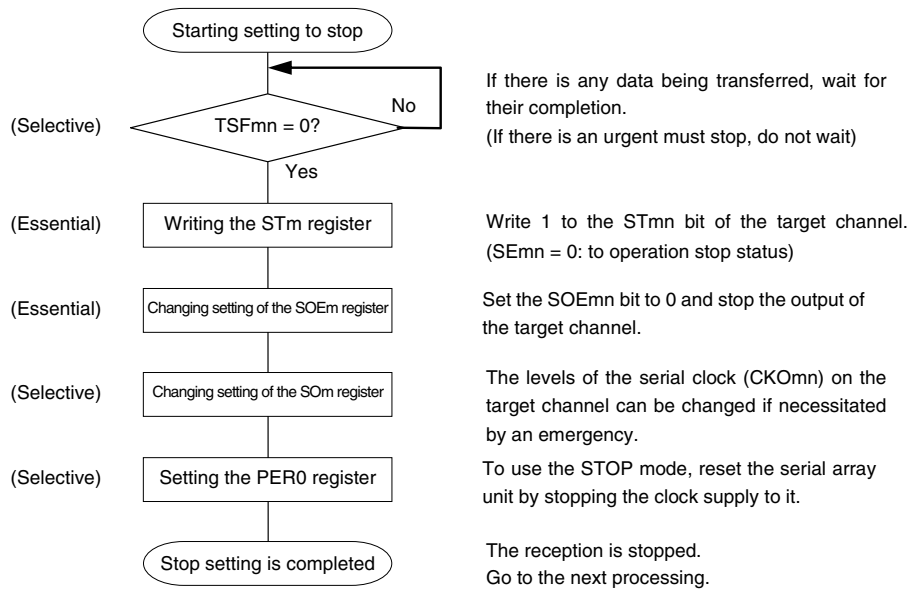 Starting setting to stop
No
If there is any data being transferred, wait for
their completion.
(If there is an urgent must stop, do not wait)
(Selective)
TSFmn = 0?
Yes
(Essential)
Writing the STm register
Write 1 to the STmn bit of the target channel.
(SEmn = 0: to operation stop status)
(Essential)
Changing setting of the SOEm register
Set the SOEmn bit to 0 and stop the output of
the target channel.
(Selective)
Changing setting of the SOm register
The levels of the serial clock (CKOmn) on the
target channel can be changed if necessitated
by an emergency.
(Selective)
Setting the PER0 register
To use the STOP mode, reset the serial array
unit by stopping the clock supply to it.
Stop setting is completed
The reception is stopped.
Go to the next processing.